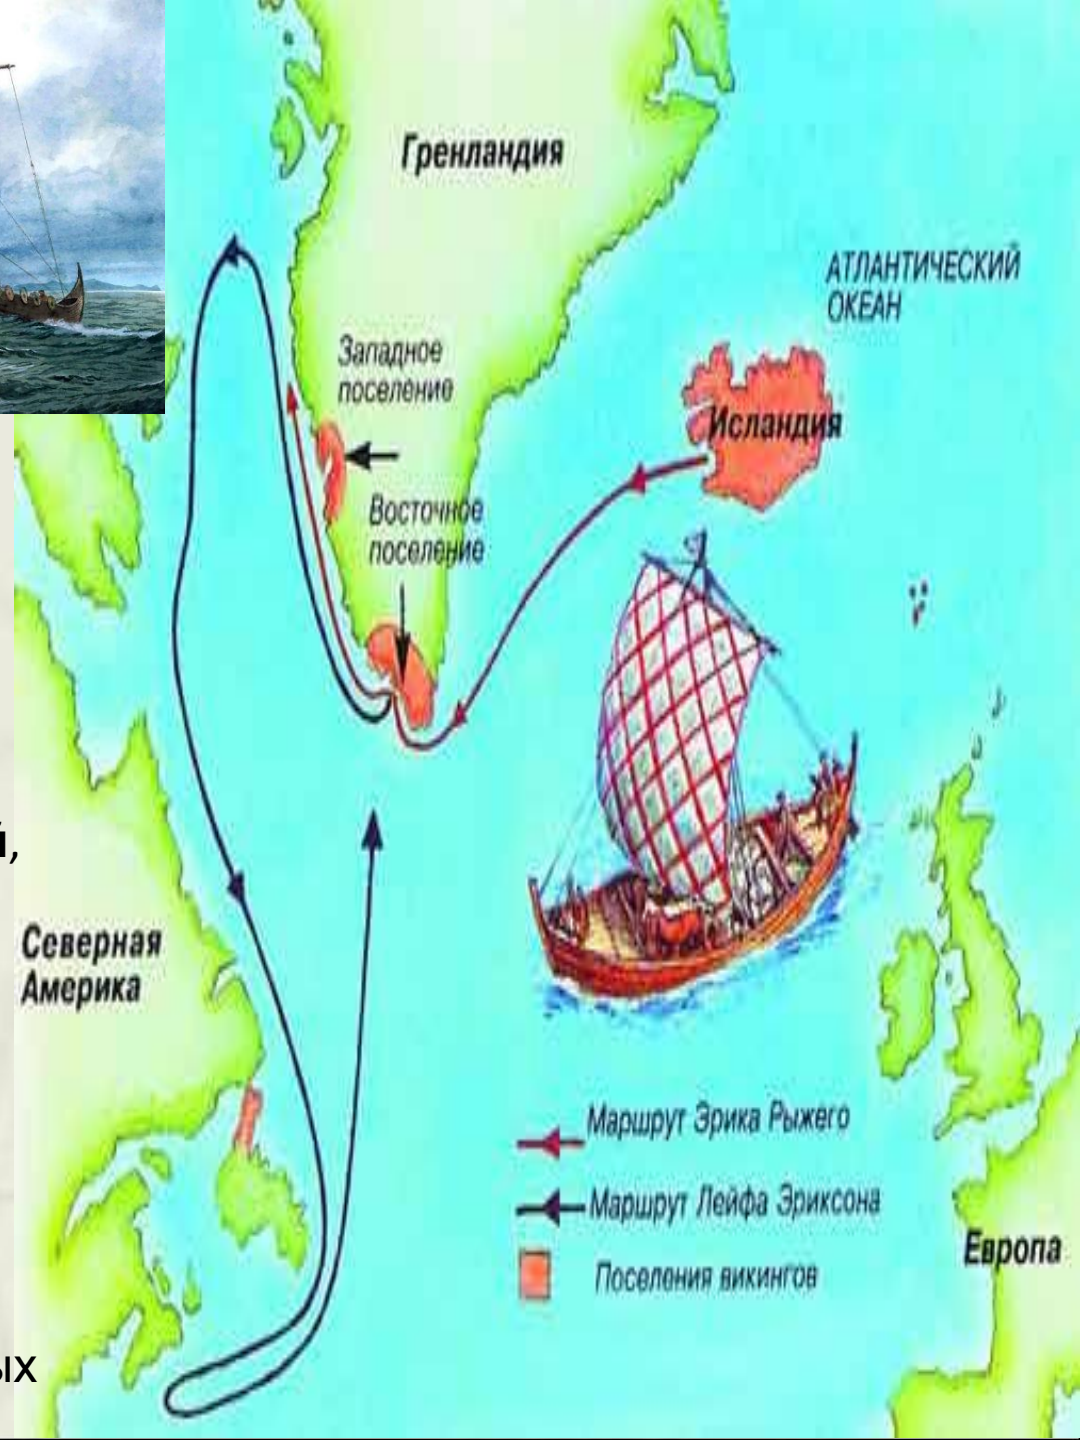 Гренландия
АТЛАНТИЧЕСКИЙ
ОКЕАН
Западное
поселение
Исландия
Восточное
поселение
й,
Северная
Америка
Маршрут Эрика Рыжего
Маршрут Лейфа Эриксона
Европа
Поселения викингов
ых